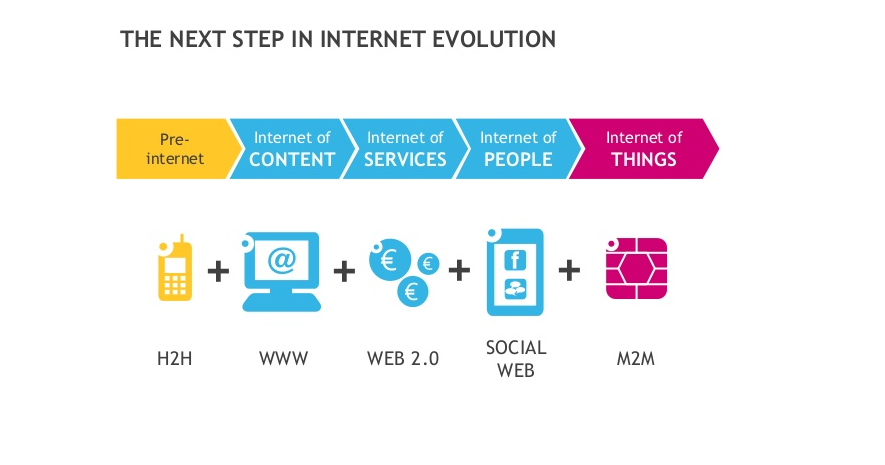 THE NEXT STEP IN INTERNET EVOLUTION
Pre-
internet
Internet of
CONTENT
Internet of
SERVICES
Internet of
PEOPLE
Internet of
THINGS
@
€
€
€
f
H2H
WWW
WEB 2.0
SOCIAL
WEB
M2M